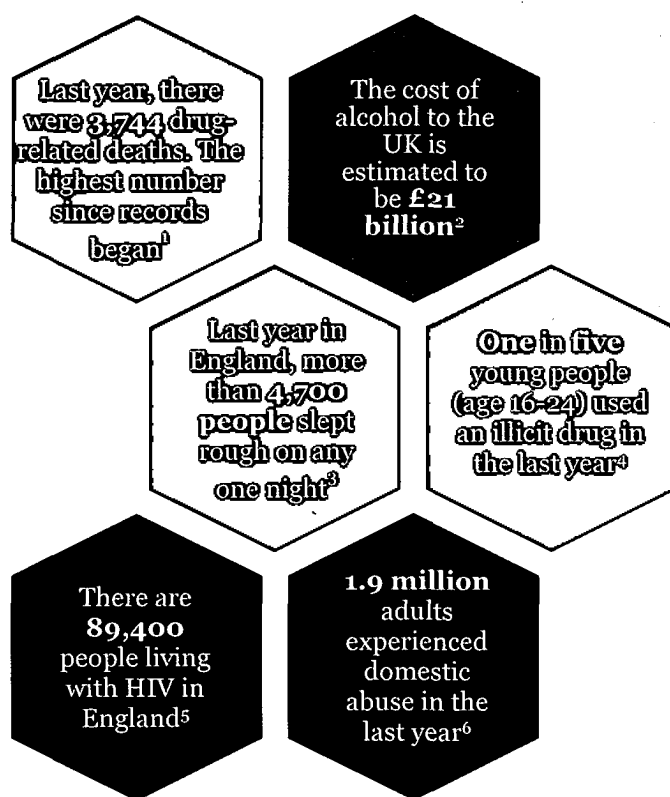 Last year, there
were 3,744 drug-
related deaths. The
highest number
since records
began¹
The cost of
alcohol to the
UK is
estimated to
be £21
billion²
Last year in
England, more
than 4,700
people slept
rough on any
one night³
One in five
young people
(age 16-24) used
an illicit drug in
the last year⁴
There are
89,400
people living
with HIV in
England⁵
1.9 million
adults
experienced
domestic
abuse in the
last year⁶